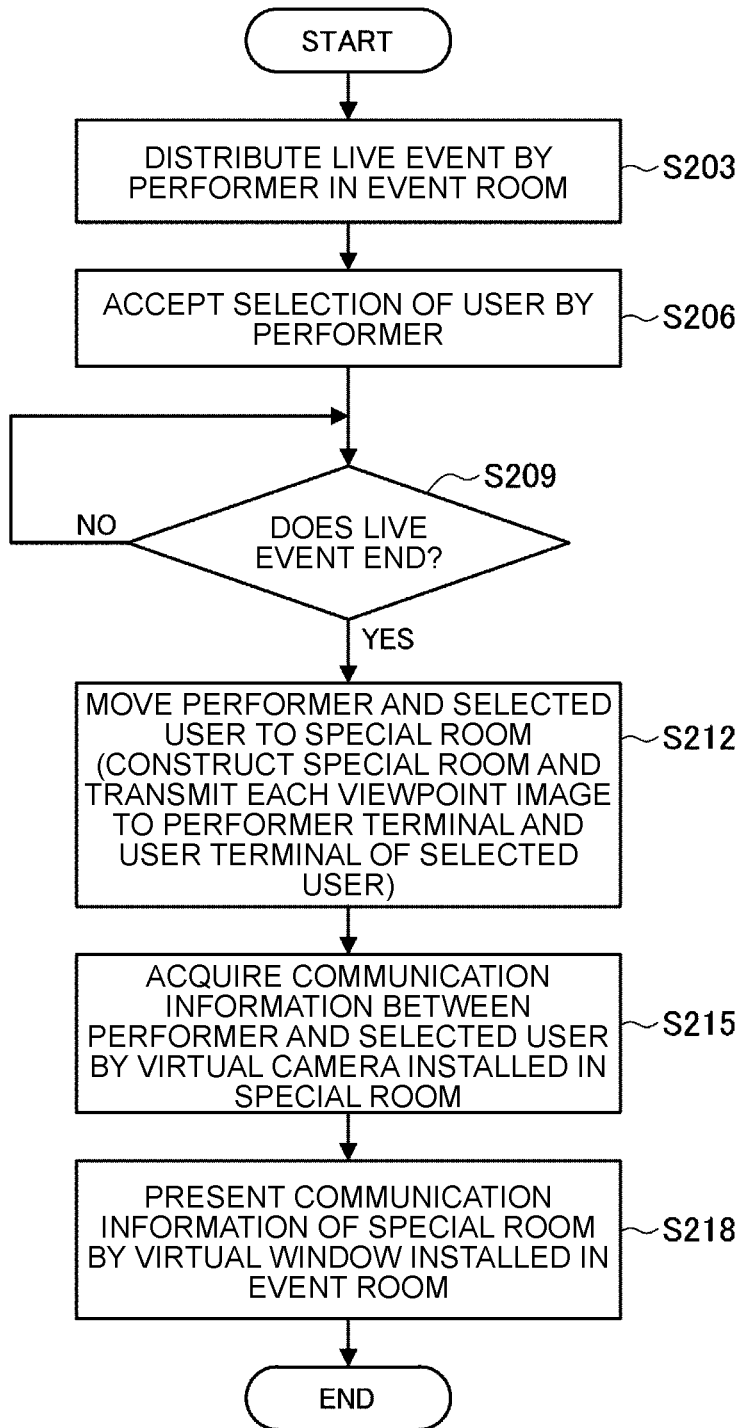 START
DISTRIBUTE LIVE EVENT BY
PERFORMER IN EVENT ROOM
S203
ACCEPT SELECTION OF USER BY
PERFORMER
S206
S209
DOES LIVE
EVENT END?
NO
YES
MOVE PERFORMER AND SELECTED
USER TO SPECIAL ROOM
(CONSTRUCT SPECIAL ROOM AND
TRANSMIT EACH VIEWPOINT IMAGE
TO PERFORMER TERMINAL AND
USER TERMINAL OF SELECTED
USER)
S212
ACQUIRE COMMUNICATION
INFORMATION BETWEEN
PERFORMER AND SELECTED USER
BY VIRTUAL CAMERA INSTALLED IN
SPECIAL ROOM
S215
PRESENT COMMUNICATION
INFORMATION OF SPECIAL ROOM
BY VIRTUAL WINDOW INSTALLED IN
EVENT ROOM
S218
END